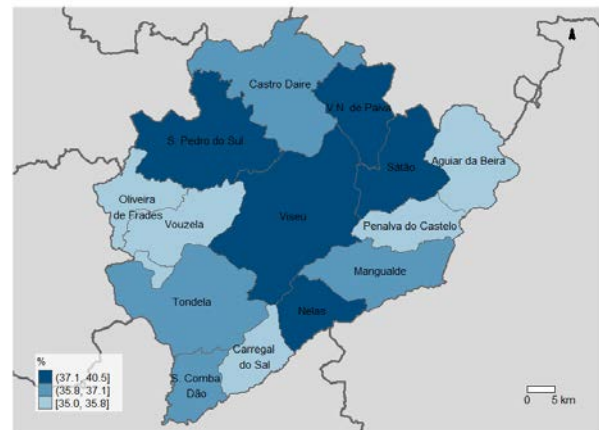 Castro Daire
V.N. de Paiva
S. Pedro do Sul
Sátão
Aguiar da Beira
Oliveira
de Frades
Vouzela
Viseu
Penalva do Castelo
Mangualde
Tondela
Nelas
Carregal
do Sal
S. Comba
Dão
%
(37.1, 40.5]
(35.8, 37.1]
[35.0, 35.8]
0
5 km